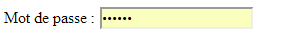 Mot de passe : ••••••